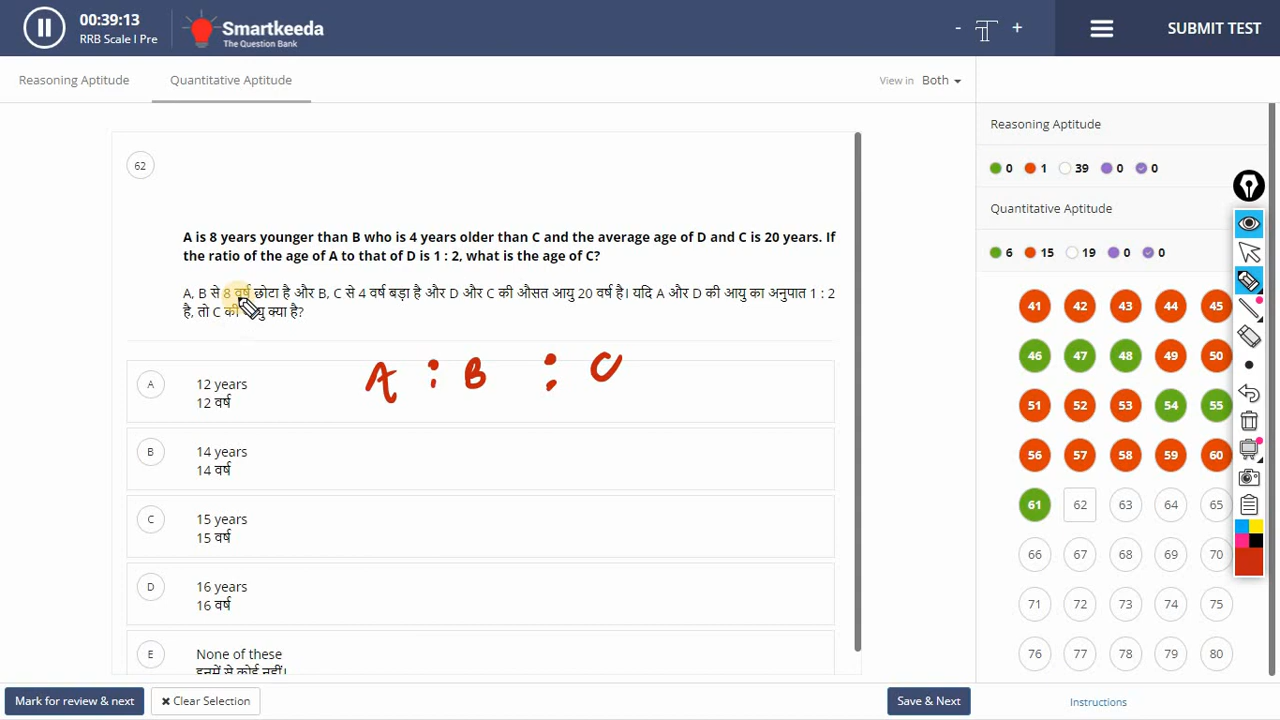 00:39:13
RRB Scale I Pre
Smartkeeda
The Question Bank
- T +
SUBMIT TEST
Reasoning Aptitude
Quantitative Aptitude
View in Both
62
A is 8 years younger than B who is 4 years older than C and the average age of D and C is 20 years. If
the ratio of the age of A to that of D is 1 : 2, what is the age of C?
A, B से 8 वर्ष छोटा है और B, C से 4 वर्ष बड़ा है और D और C की औसत आयु 20 वर्ष है। यदि A और D की आयु का अनुपात 1 : 2
है, तो C की क्या है?
A : B : C
A
12 years
12 वर्ष
B
14 years
14 वर्ष
C
15 years
15 वर्ष
D
16 years
16 वर्ष
E
None of these
इनमें से कोई नहीं।
Mark for review & next
Clear Selection
Save & Next
Reasoning Aptitude
0 1 39 0 0
Quantitative Aptitude
6 15 19 0 0
41 42 43 44 45
46 47 48 49 50
51 52 53 54 55
56 57 58 59 60
61 62 63 64 65
66 67 68 69 70
71 72 73 74 75
76 77 78 79 80
Instructions